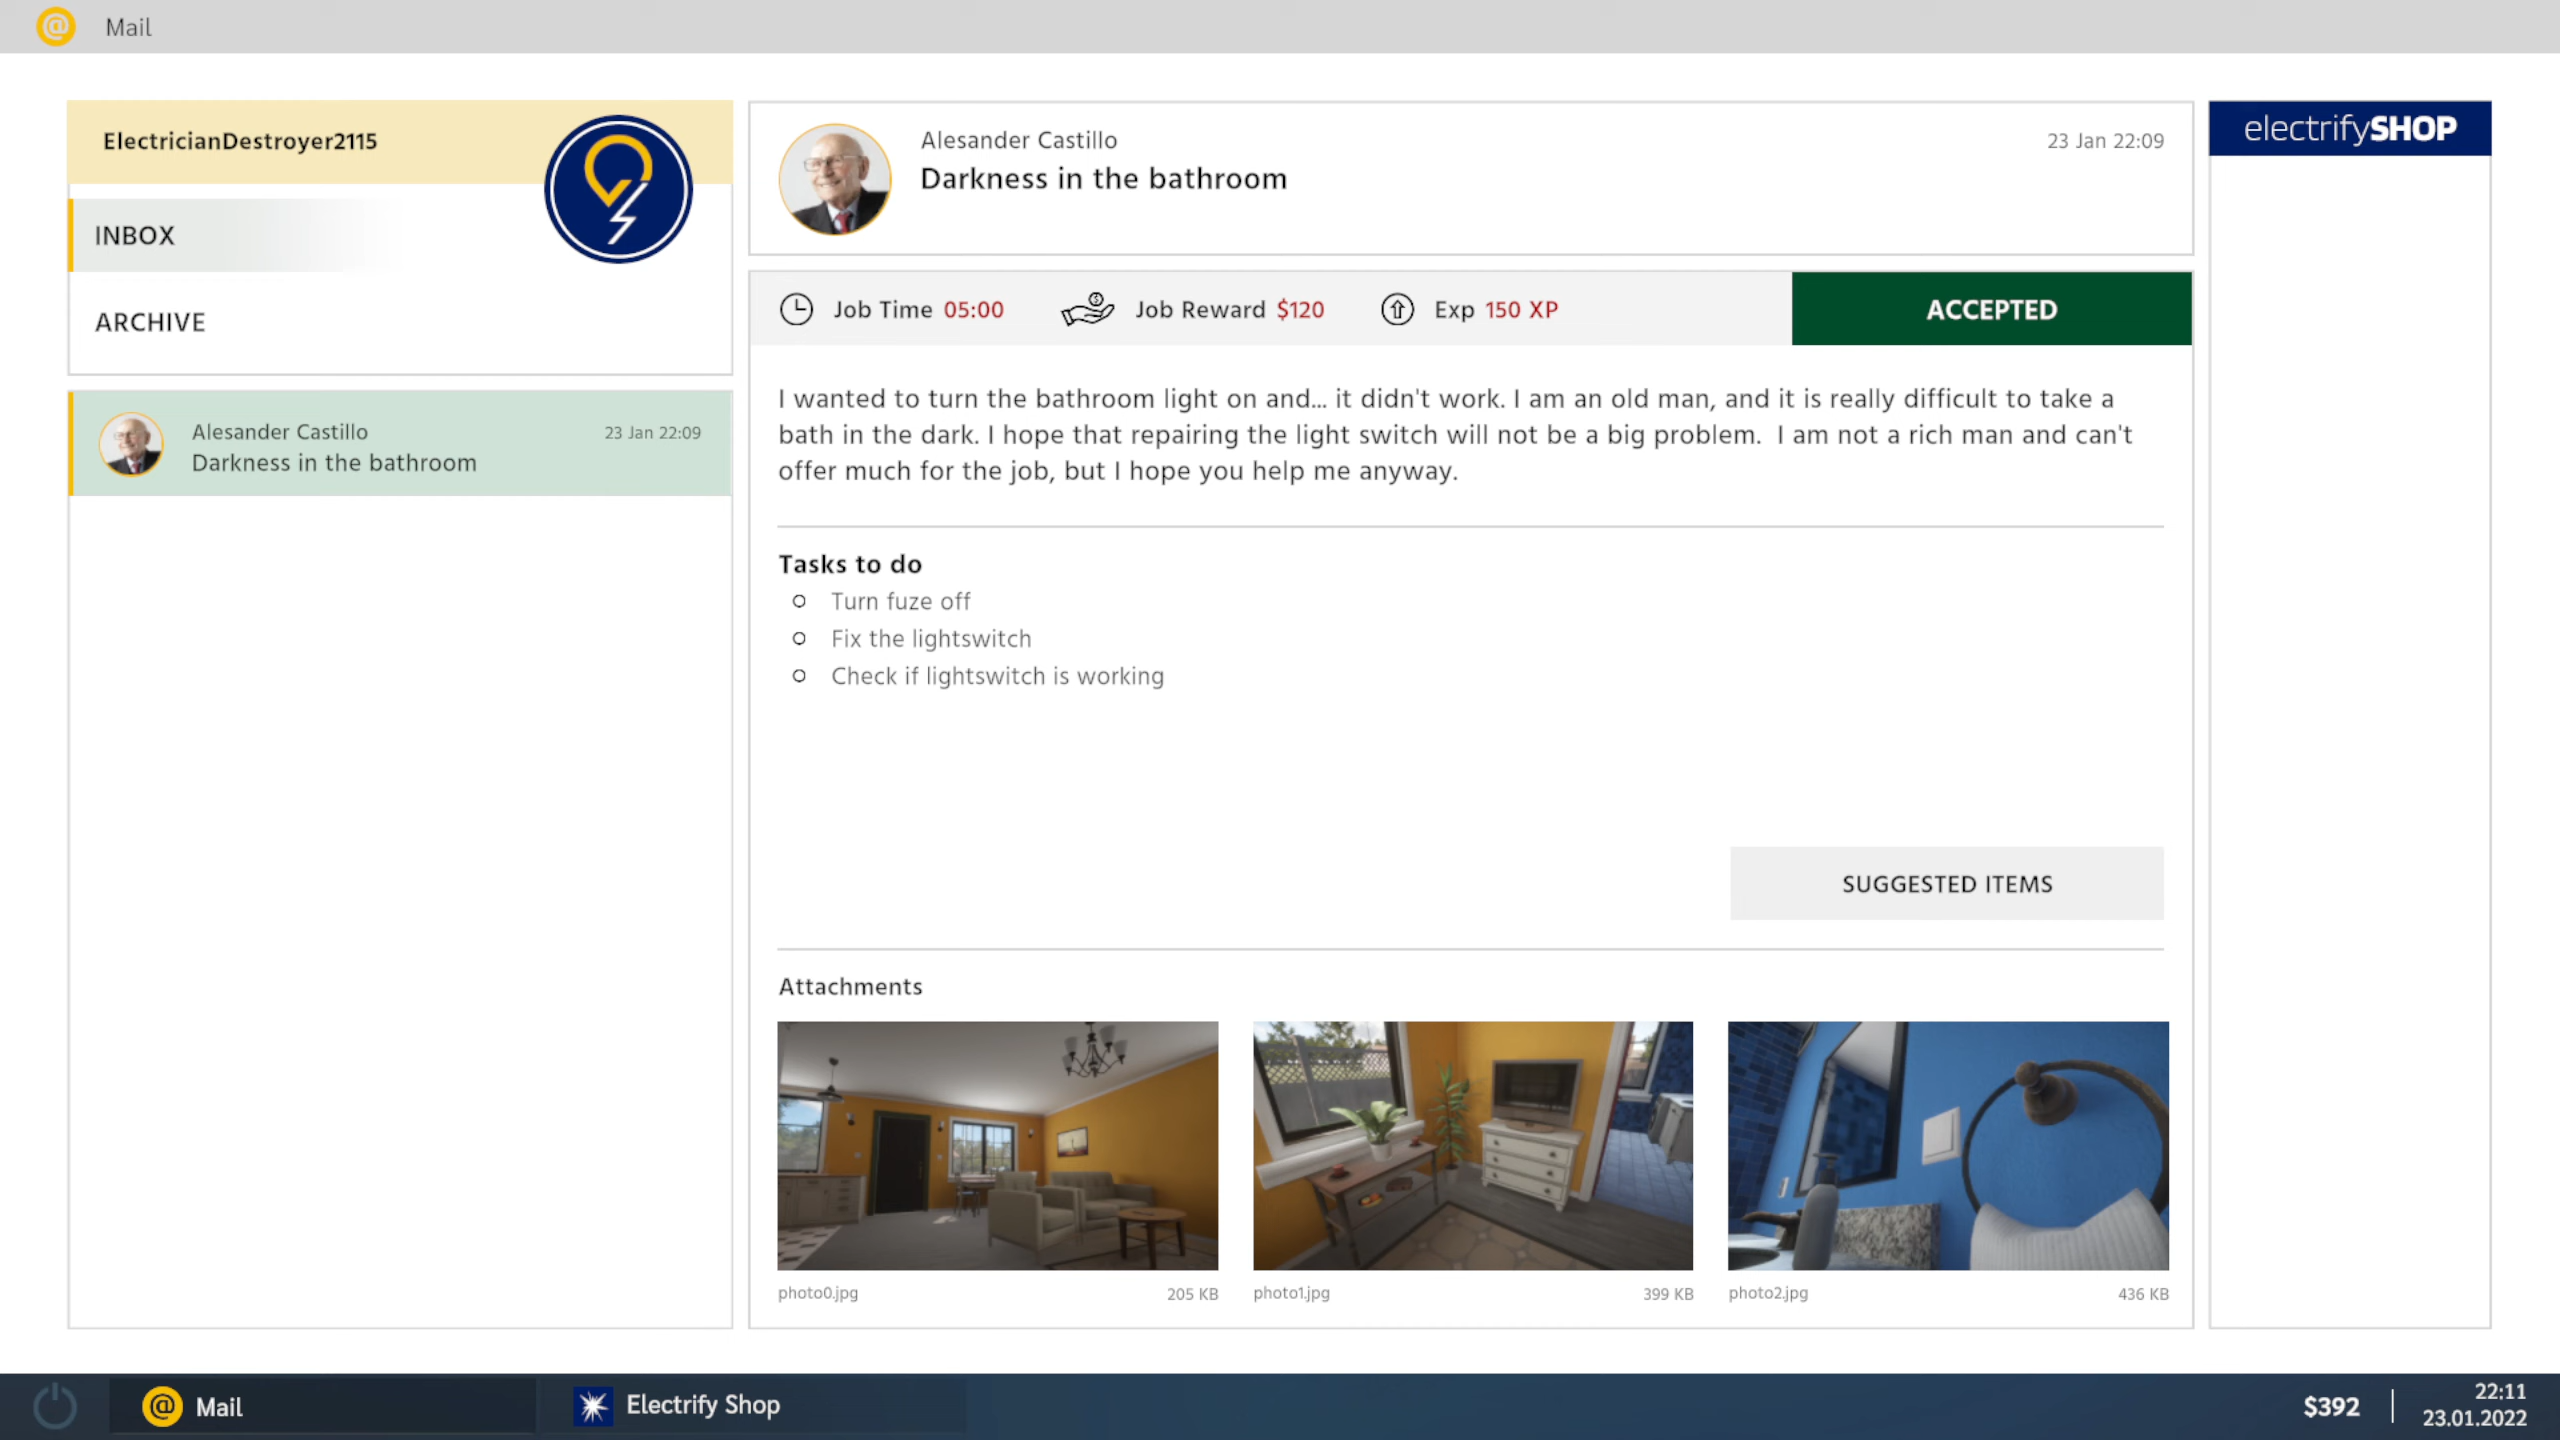 Mail
ElectricianDestroyer2115
INBOX
ARCHIVE
Alesander Castillo
23 Jan 22:09
Darkness in the bathroom
Alesander Castillo
23 Jan 22:09
Darkness in the bathroom
Job Time 05:00
Job Reward $120
Exp 150 XP
ACCEPTED
I wanted to turn the bathroom light on and... it didn't work. I am an old man, and it is really difficult to take a
bath in the dark. I hope that repairing the light switch will not be a big problem.  I am not a rich man and can't
offer much for the job, but I hope you help me anyway.
Tasks to do
Turn fuze off
Fix the lightswitch
Check if lightswitch is working
SUGGESTED ITEMS
Attachments
photo0.jpg
205 KB
photo1.jpg
399 KB
photo2.jpg
436 KB
electrifySHOP
Mail
Electrify Shop
$392
22:11
23.01.2022